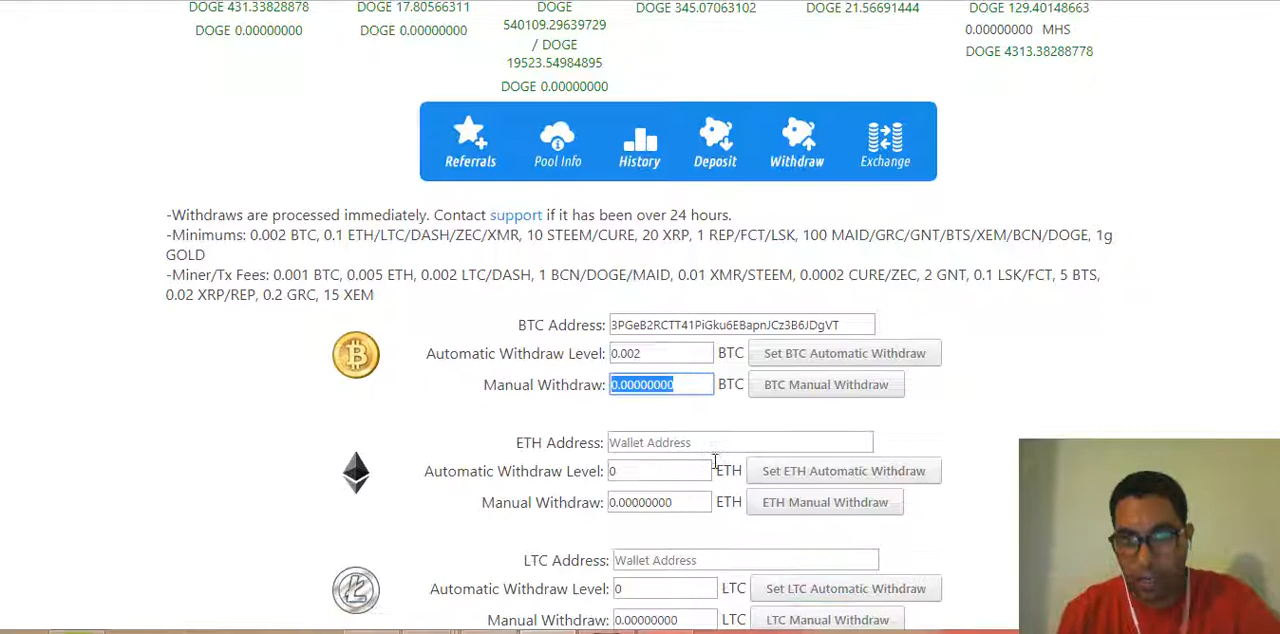 DOGE 431.33828878
DOGE 0.00000000
DOGE 17.80566311
DOGE 0.00000000
DOGE
540109.29639729
/ DOGE
19523.54984895
DOGE 0.00000000
DOGE 345.07063102
DOGE 21.56691444
DOGE 129.40148663
0.00000000 MHS
DOGE 4313.38288778
Referrals Pool Info History Deposit Withdraw Exchange
-Withdraws are processed immediately. Contact support if it has been over 24 hours.
-Minimums: 0.002 BTC, 0.1 ETH/LTC/DASH/ZEC/XMR, 10 STEEM/CURE, 20 XRP, 1 REP/FCT/LSK, 100 MAID/GRC/GNT/BTS/XEM/BCN/DOGE, 1g
GOLD
-Miner/Tx Fees: 0.001 BTC, 0.005 ETH, 0.002 LTC/DASH, 1 BCN/DOGE/MAID, 0.01 XMR/STEEM, 0.0002 CURE/ZEC, 2 GNT, 0.1 LSK/FCT, 5 BTS,
0.02 XRP/REP, 0.2 GRC, 15 XEM
BTC Address: 3PGeB2RCTT41PiGku6EBapnJCz3B6JDgVT
Automatic Withdraw Level: 0.002 BTC Set BTC Automatic Withdraw
Manual Withdraw: 0.00000000 BTC BTC Manual Withdraw
ETH Address: Wallet Address
Automatic Withdraw Level: 0 ETH Set ETH Automatic Withdraw
Manual Withdraw: 0.00000000 ETH ETH Manual Withdraw
LTC Address: Wallet Address
Automatic Withdraw Level: 0 LTC Set LTC Automatic Withdraw
Manual Withdraw: 0.00000000 LTC LTC Manual Withdraw